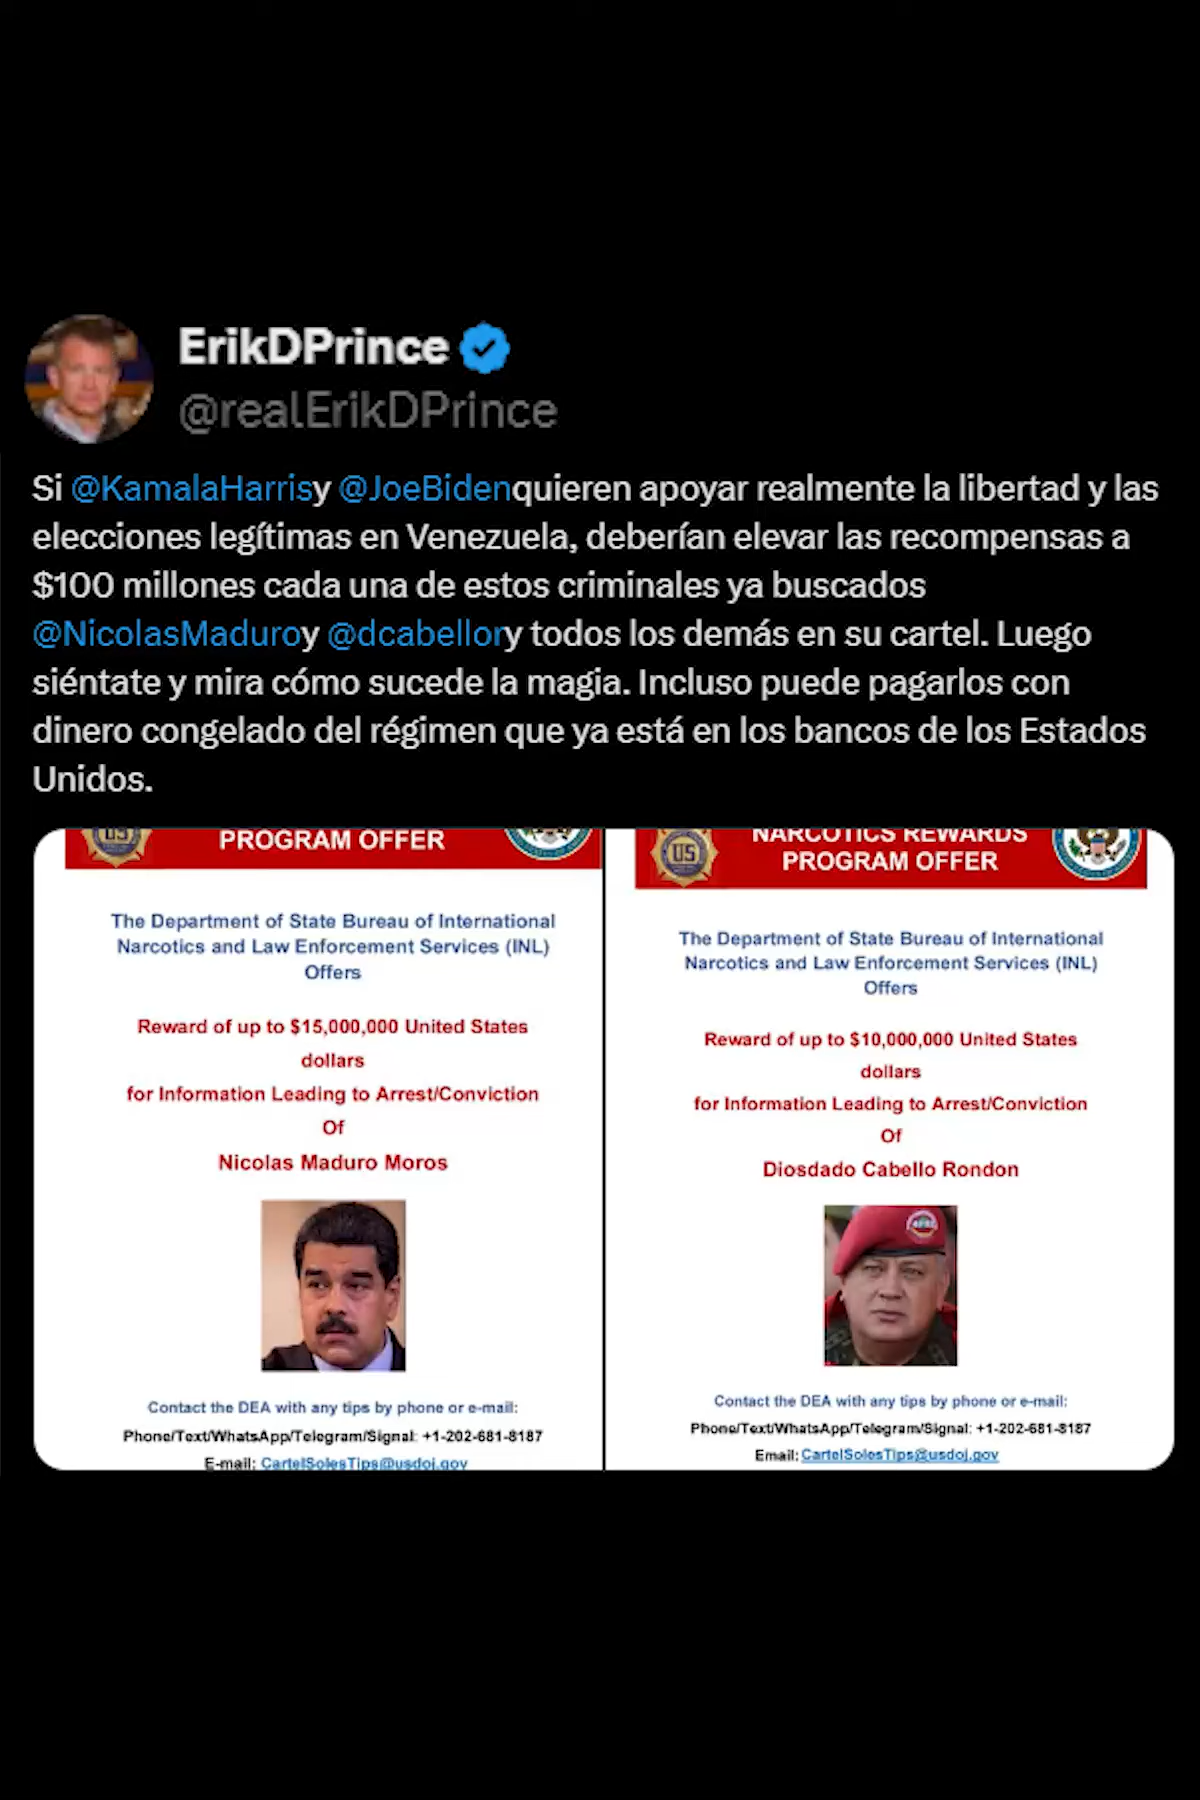 ErikDPrince
@realErikDPrince
Si @KamalaHarrisy @JoeBidenquieren apoyar realmente la libertad y las
elecciones legítimas en Venezuela, deberían elevar las recompensas a
$100 millones cada una de estos criminales ya buscados
@NicolasMaduroy @dcabellory todos los demás en su cartel. Luego
siéntate y mira cómo sucede la magia. Incluso puede pagarlos con
dinero congelado del régimen que ya está en los bancos de los Estados
Unidos.
US
PROGRAM OFFER
The Department of State Bureau of International
Narcotics and Law Enforcement Services (INL)
Offers
Reward of up to $15,000,000 United States
dollars
for Information Leading to Arrest/Conviction
Of
Nicolas Maduro Moros
Contact the DEA with any tips by phone or e-mail:
Phone/Text/WhatsApp/Telegram/Signal: +1-202-681-8187
E-mail: CartelSolesTips@usdoj.gov
US
NARCOTICS REWARDS
PROGRAM OFFER
The Department of State Bureau of International
Narcotics and Law Enforcement Services (INL)
Offers
Reward of up to $10,000,000 United States
dollars
for Information Leading to Arrest/Conviction
Of
Diosdado Cabello Rondon
Contact the DEA with any tips by phone or e-mail:
Phone/Text/WhatsApp/Telegram/Signal: +1-202-681-8187
Email: CartelSolesTips@usdoj.gov